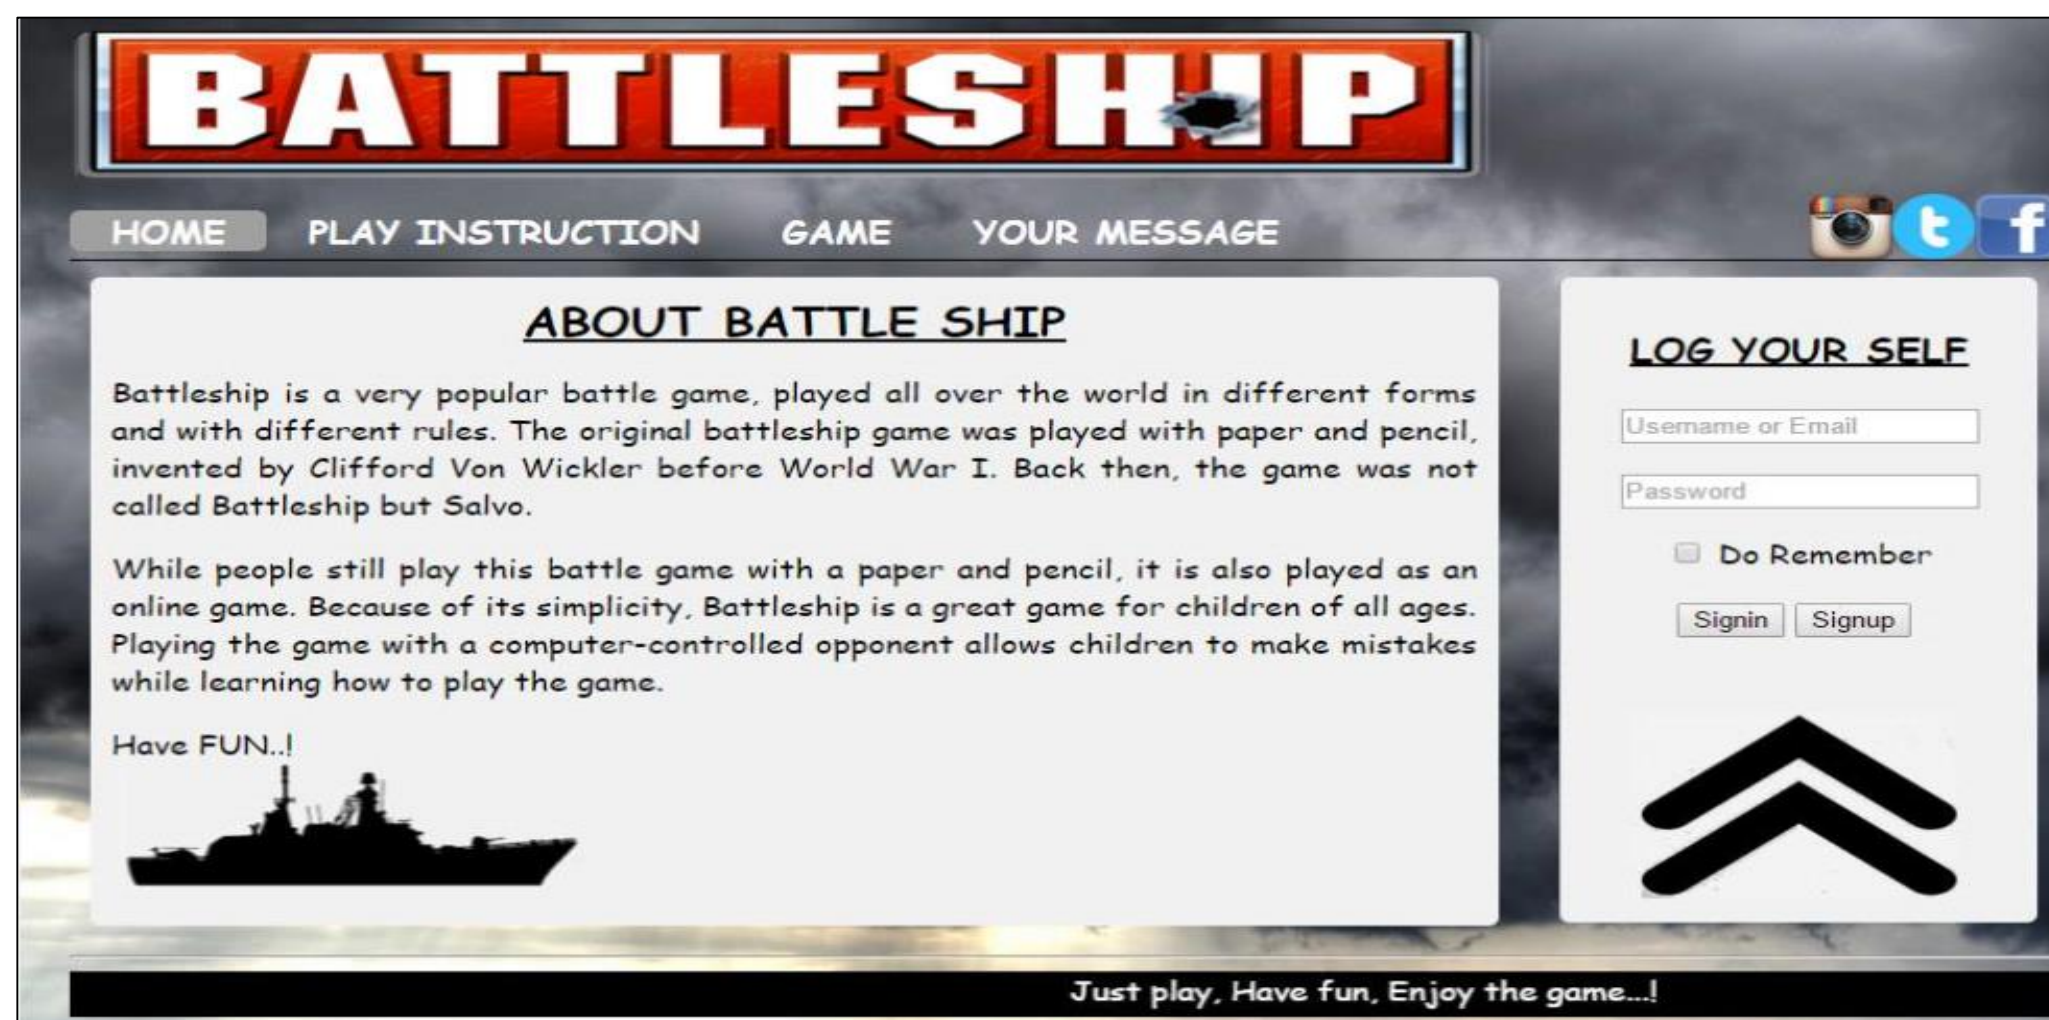 BATTLESHIP
HOME PLAY INSTRUCTION GAME YOUR MESSAGE
ABOUT BATTLE SHIP
Battleship is a very popular battle game, played all over the world in different forms
and with different rules. The original battleship game was played with paper and pencil,
invented by Clifford Von Wickler before World War I. Back then, the game was not
called Battleship but Salvo.
While people still play this battle game with a paper and pencil, it is also played as an
online game. Because of its simplicity, Battleship is a great game for children of all ages.
Playing the game with a computer-controlled opponent allows children to make mistakes
while learning how to play the game.
Have FUN..!
LOG YOUR SELF
Username or Email
Password
Do Remember
Signin Signup
Just play, Have fun, Enjoy the game...!